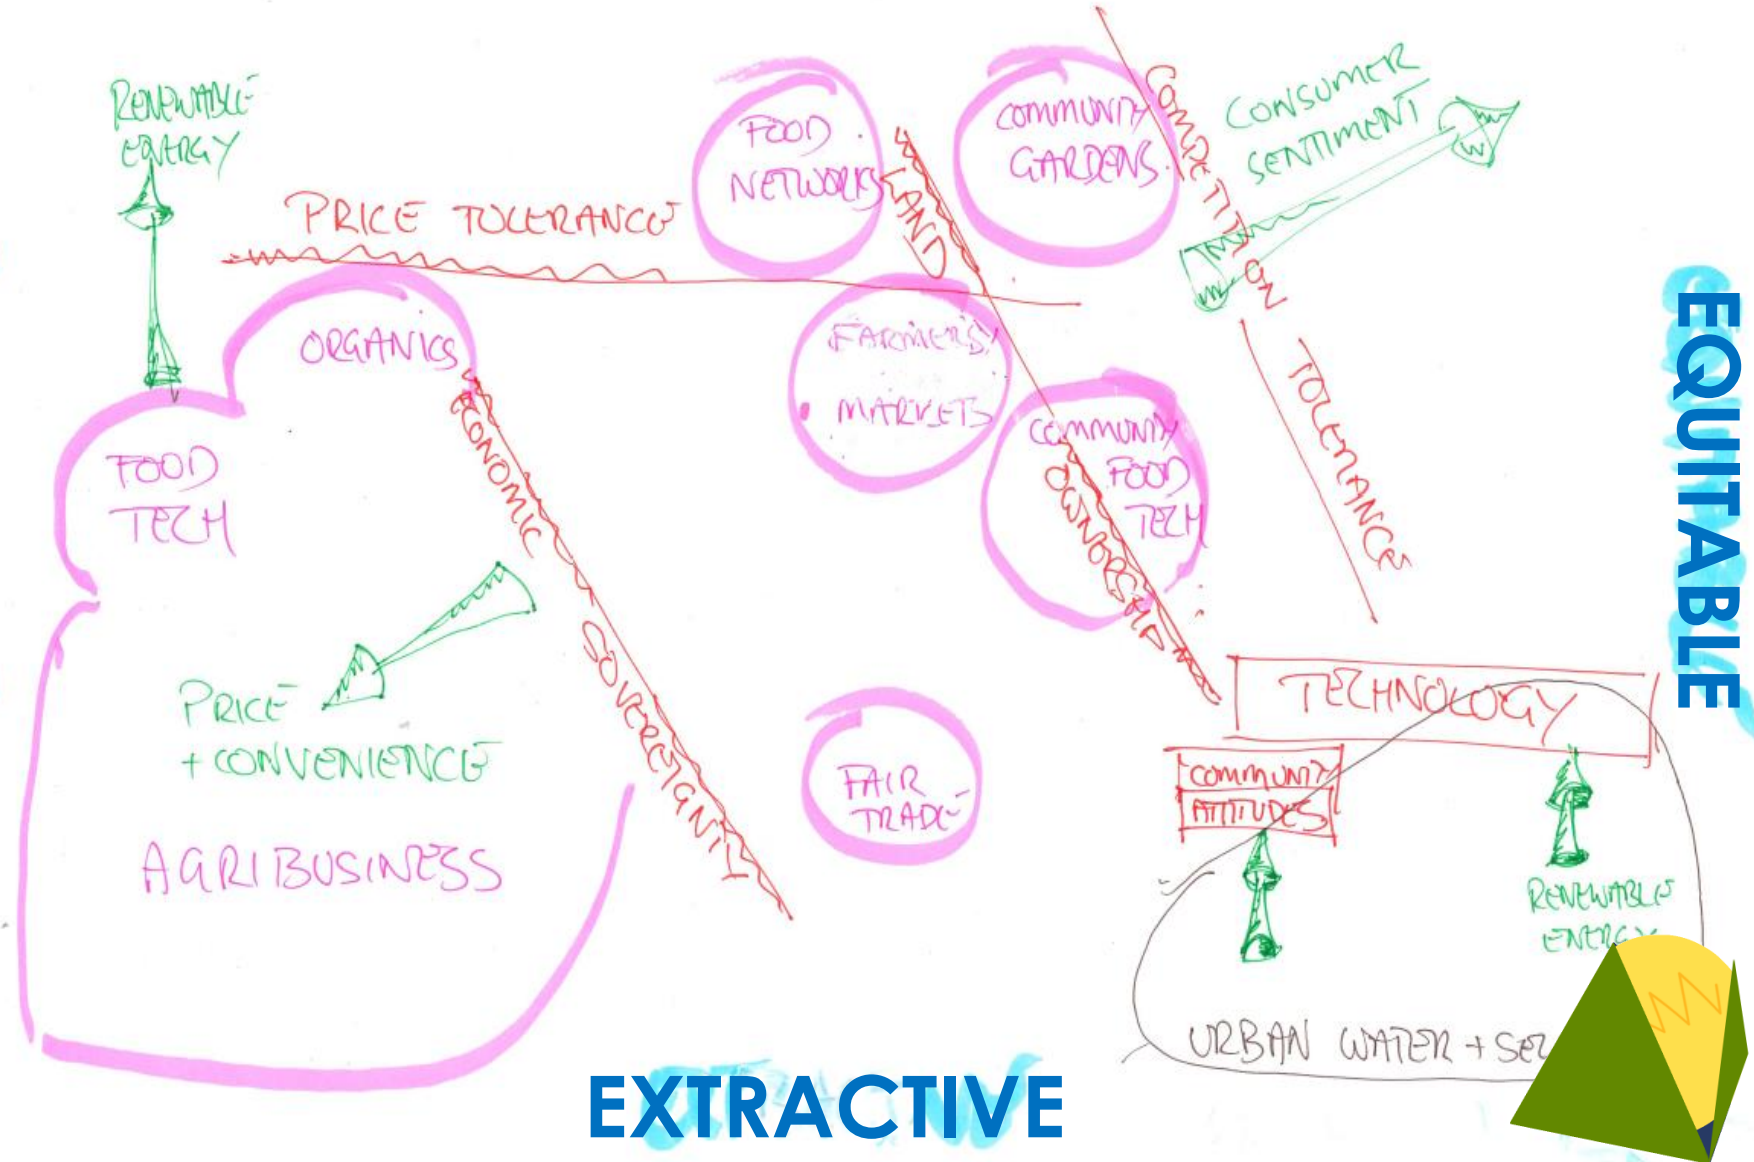 RENEWABLE
ENERGY
PRICE TOLERANCE
FOOD
NETWORKS
LAND
COMMUNITY
GARDENS
COMPETITION
TOLERANCE
CONSUMER
SENTIMENT
ORGANICS
FARMERS'
MARKETS
FOOD
TECH
ECONOMIC
SOVEREIGNTY
COMMUNITY
FOOD
TECH
OWNERSHIP
EQUITABLE
PRICE
+ CONVENIENCE
AGRIBUSINESS
FAIR
TRADE
TECHNOLOGY
COMMUNITY
ATTITUDES
RENEWABLE
ENERGY
URBAN WATER +
EXTRACTIVE